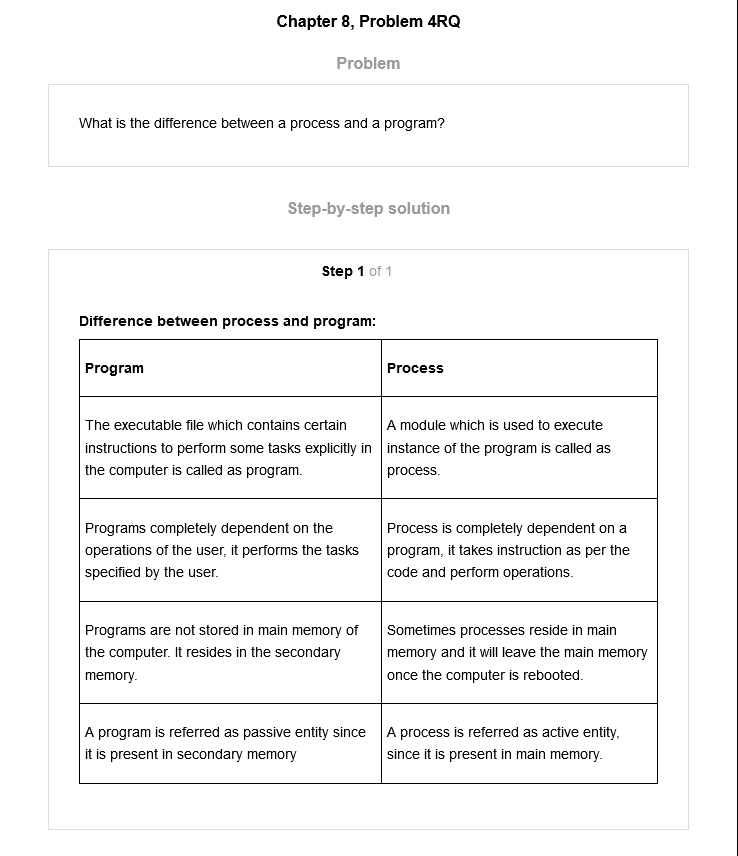 Chapter 8, Problem 4RQ
Problem
What is the difference between a process and a program?
Step-by-step solution
Step 1 of 1
Difference between process and program:
Program
Process
The executable file which contains certain
instructions to perform some tasks explicitly in
the computer is called as program.
A module which is used to execute
instance of the program is called as
process.
Programs completely dependent on the
operations of the user, it performs the tasks
specified by the user.
Process is completely dependent on a
program, it takes instruction as per the
code and perform operations.
Programs are not stored in main memory of
the computer. It resides in the secondary
memory.
Sometimes processes reside in main
memory and it will leave the main memory
once the computer is rebooted.
A program is referred as passive entity since
it is present in secondary memory
A process is referred as active entity,
since it is present in main memory.